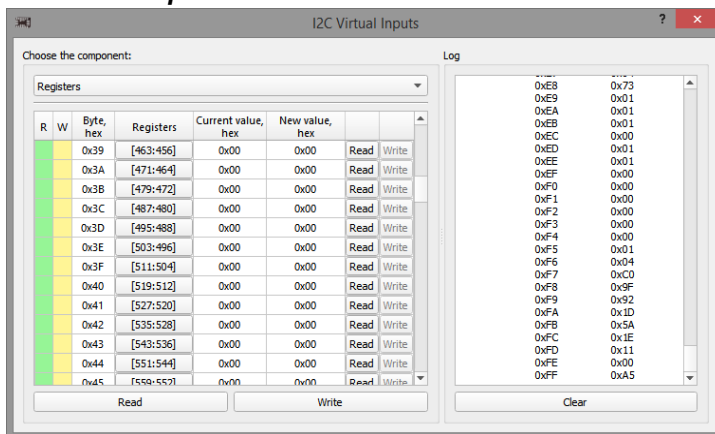 I2C Virtual Inputs
?
×
Choose the component:
Registers
R W Byte, hex Registers Current value, hex New value, hex
0x39 [463:456] 0x00 0x00 Read Write
0x3A [471:464] 0x00 0x00 Read Write
0x3B [479:472] 0x00 0x00 Read Write
0x3C [487:480] 0x00 0x00 Read Write
0x3D [495:488] 0x00 0x00 Read Write
0x3E [503:496] 0x00 0x00 Read Write
0x3F [511:504] 0x00 0x00 Read Write
0x40 [519:512] 0x00 0x00 Read Write
0x41 [527:520] 0x00 0x00 Read Write
0x42 [535:528] 0x00 0x00 Read Write
0x43 [543:536] 0x00 0x00 Read Write
0x44 [551:544] 0x00 0x00 Read Write
0x45 [559:552] 0x00 0x00 Read Write
Read Write
Log
0xE8 0x73
0xE9 0x01
0xEA 0x01
0xEB 0x01
0xEC 0x00
0xED 0x01
0xEE 0x01
0xEF 0x00
0xF0 0x00
0xF1 0x00
0xF2 0x00
0xF3 0x00
0xF4 0x00
0xF5 0x01
0xF6 0x04
0xF7 0xC0
0xF8 0x9F
0xF9 0x92
0xFA 0x1D
0xFB 0x5A
0xFC 0x1E
0xFD 0x11
0xFE 0x00
0xFF 0xA5
Clear